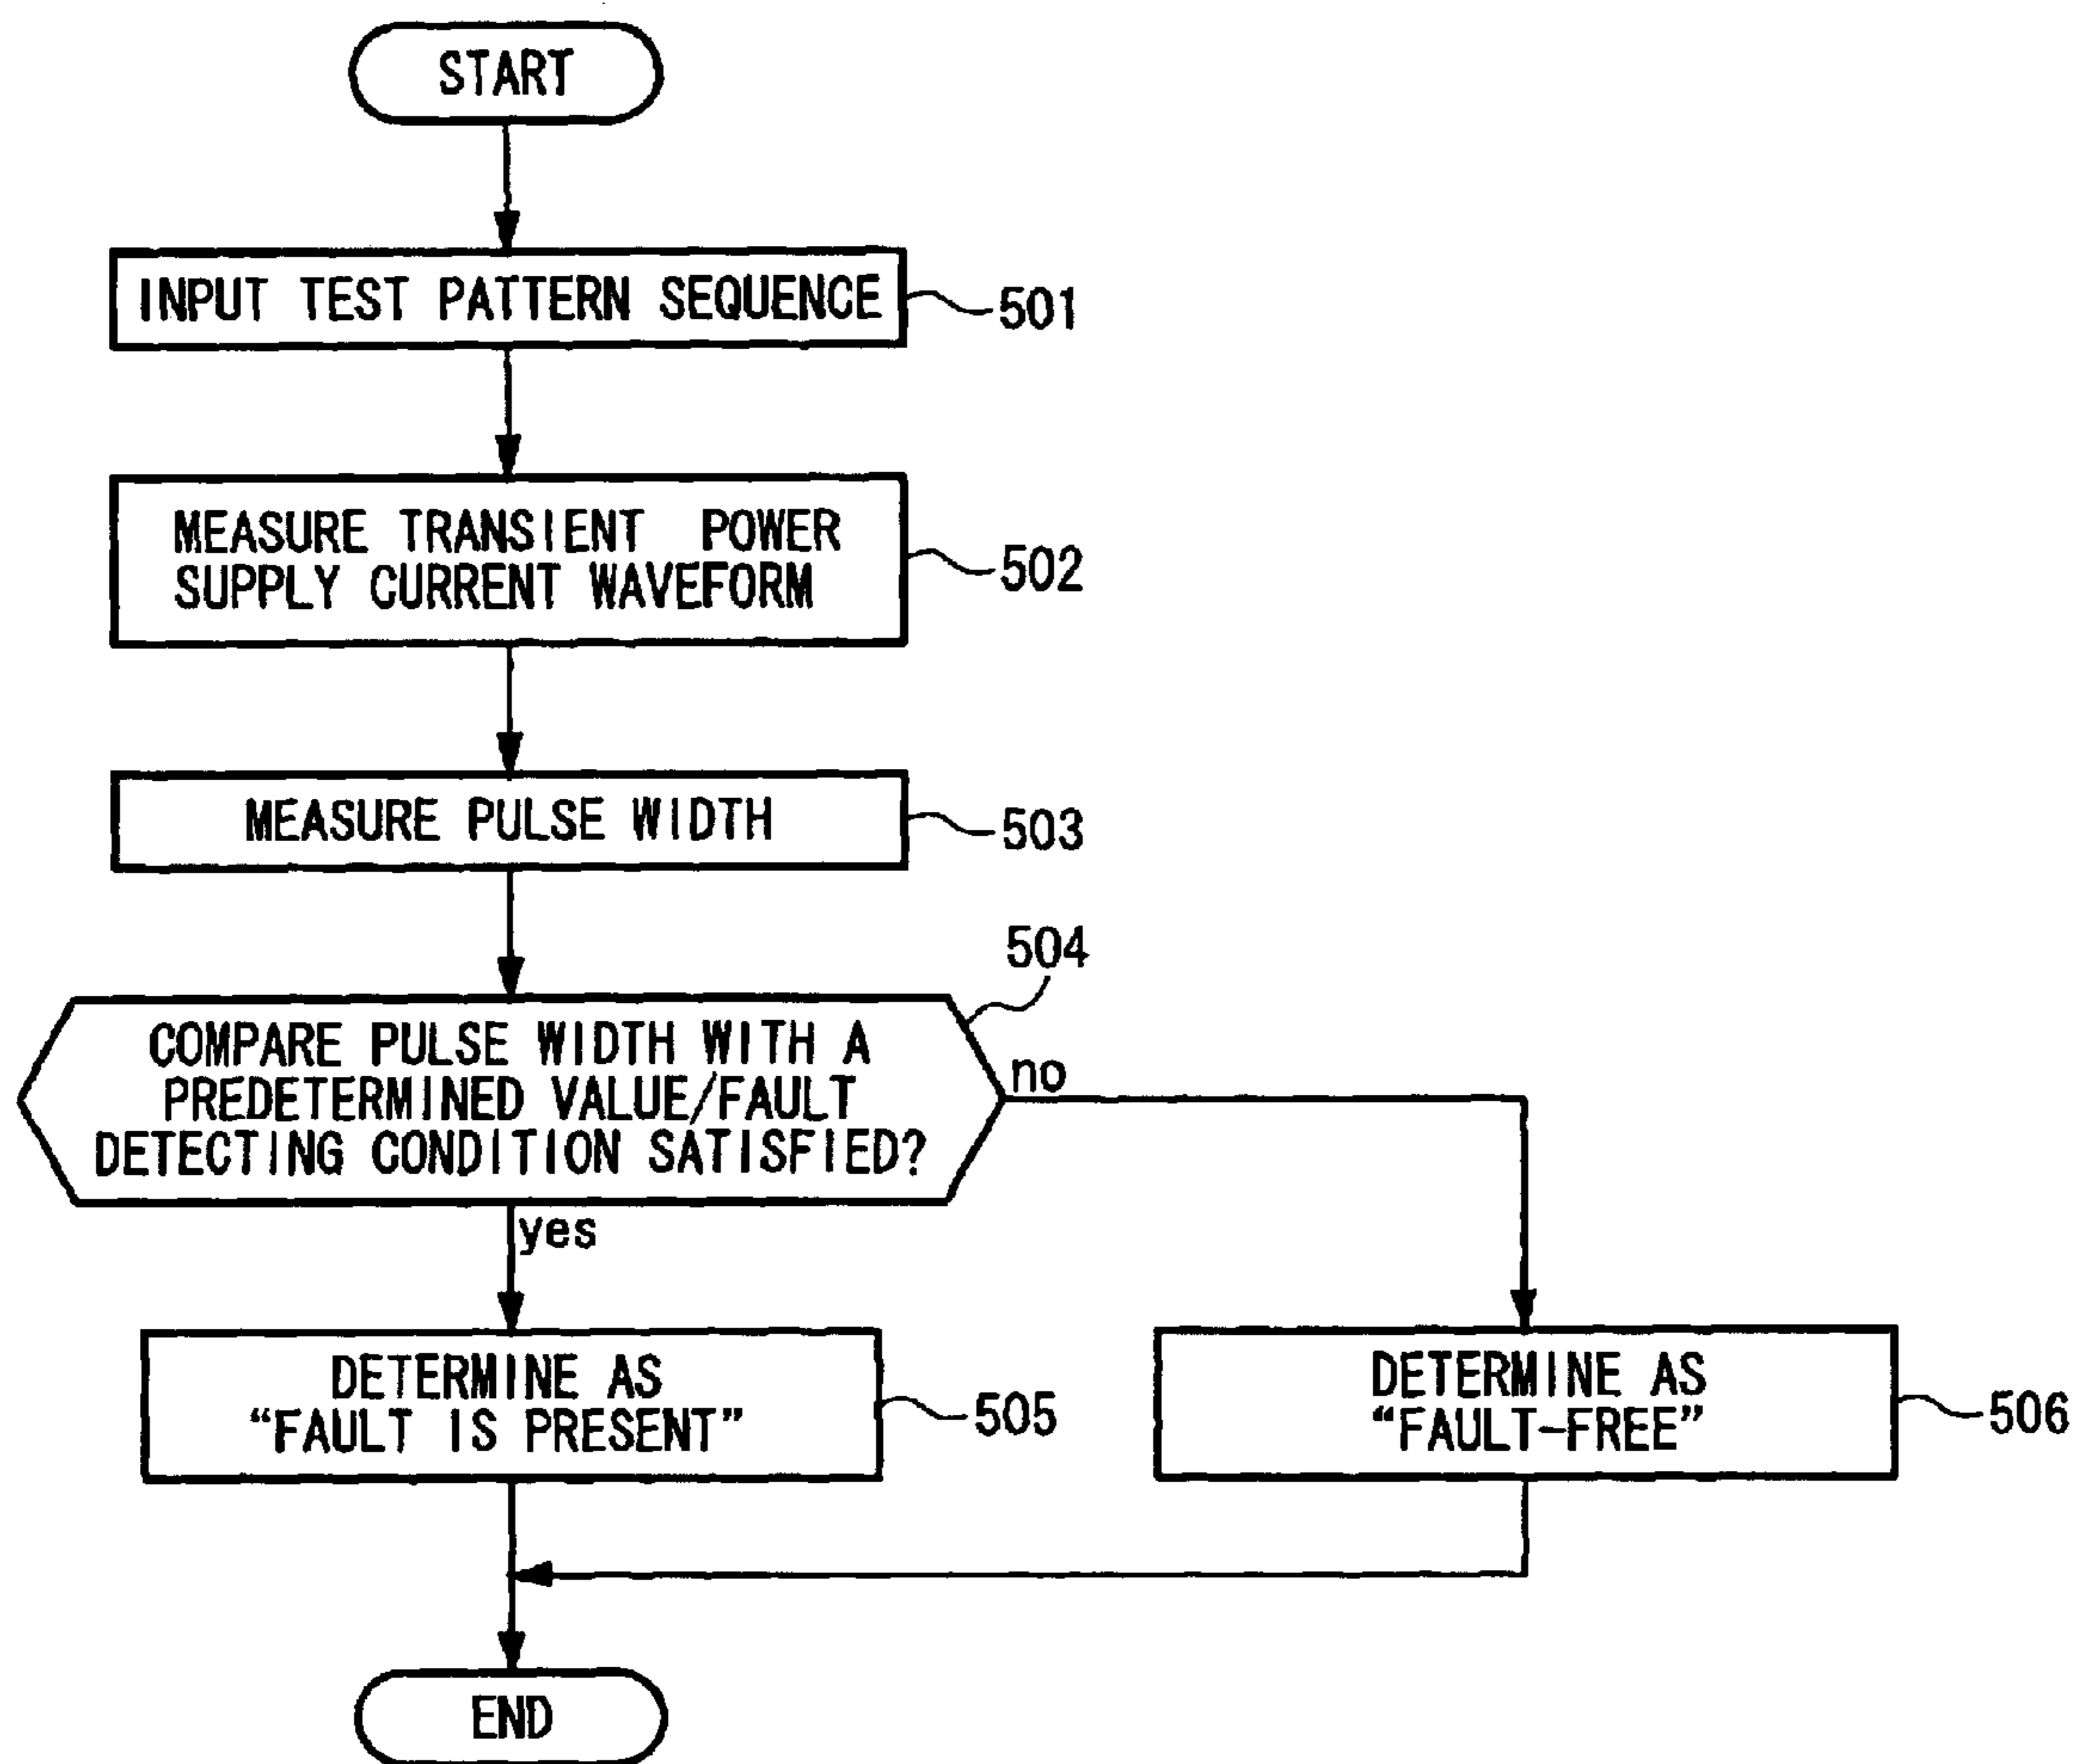 START
INPUT TEST PATTERN SEQUENCE
501
MEASURE TRANSIENT POWER
SUPPLY CURRENT WAVEFORM
502
MEASURE PULSE WIDTH
503
504
COMPARE PULSE WIDTH WITH A
PREDETERMINED VALUE/FAULT
DETECTING CONDITION SATISFIED?
no
yes
DETERMINE AS
“FAULT IS PRESENT”
505
DETERMINE AS
“FAULT-FREE”
506
END